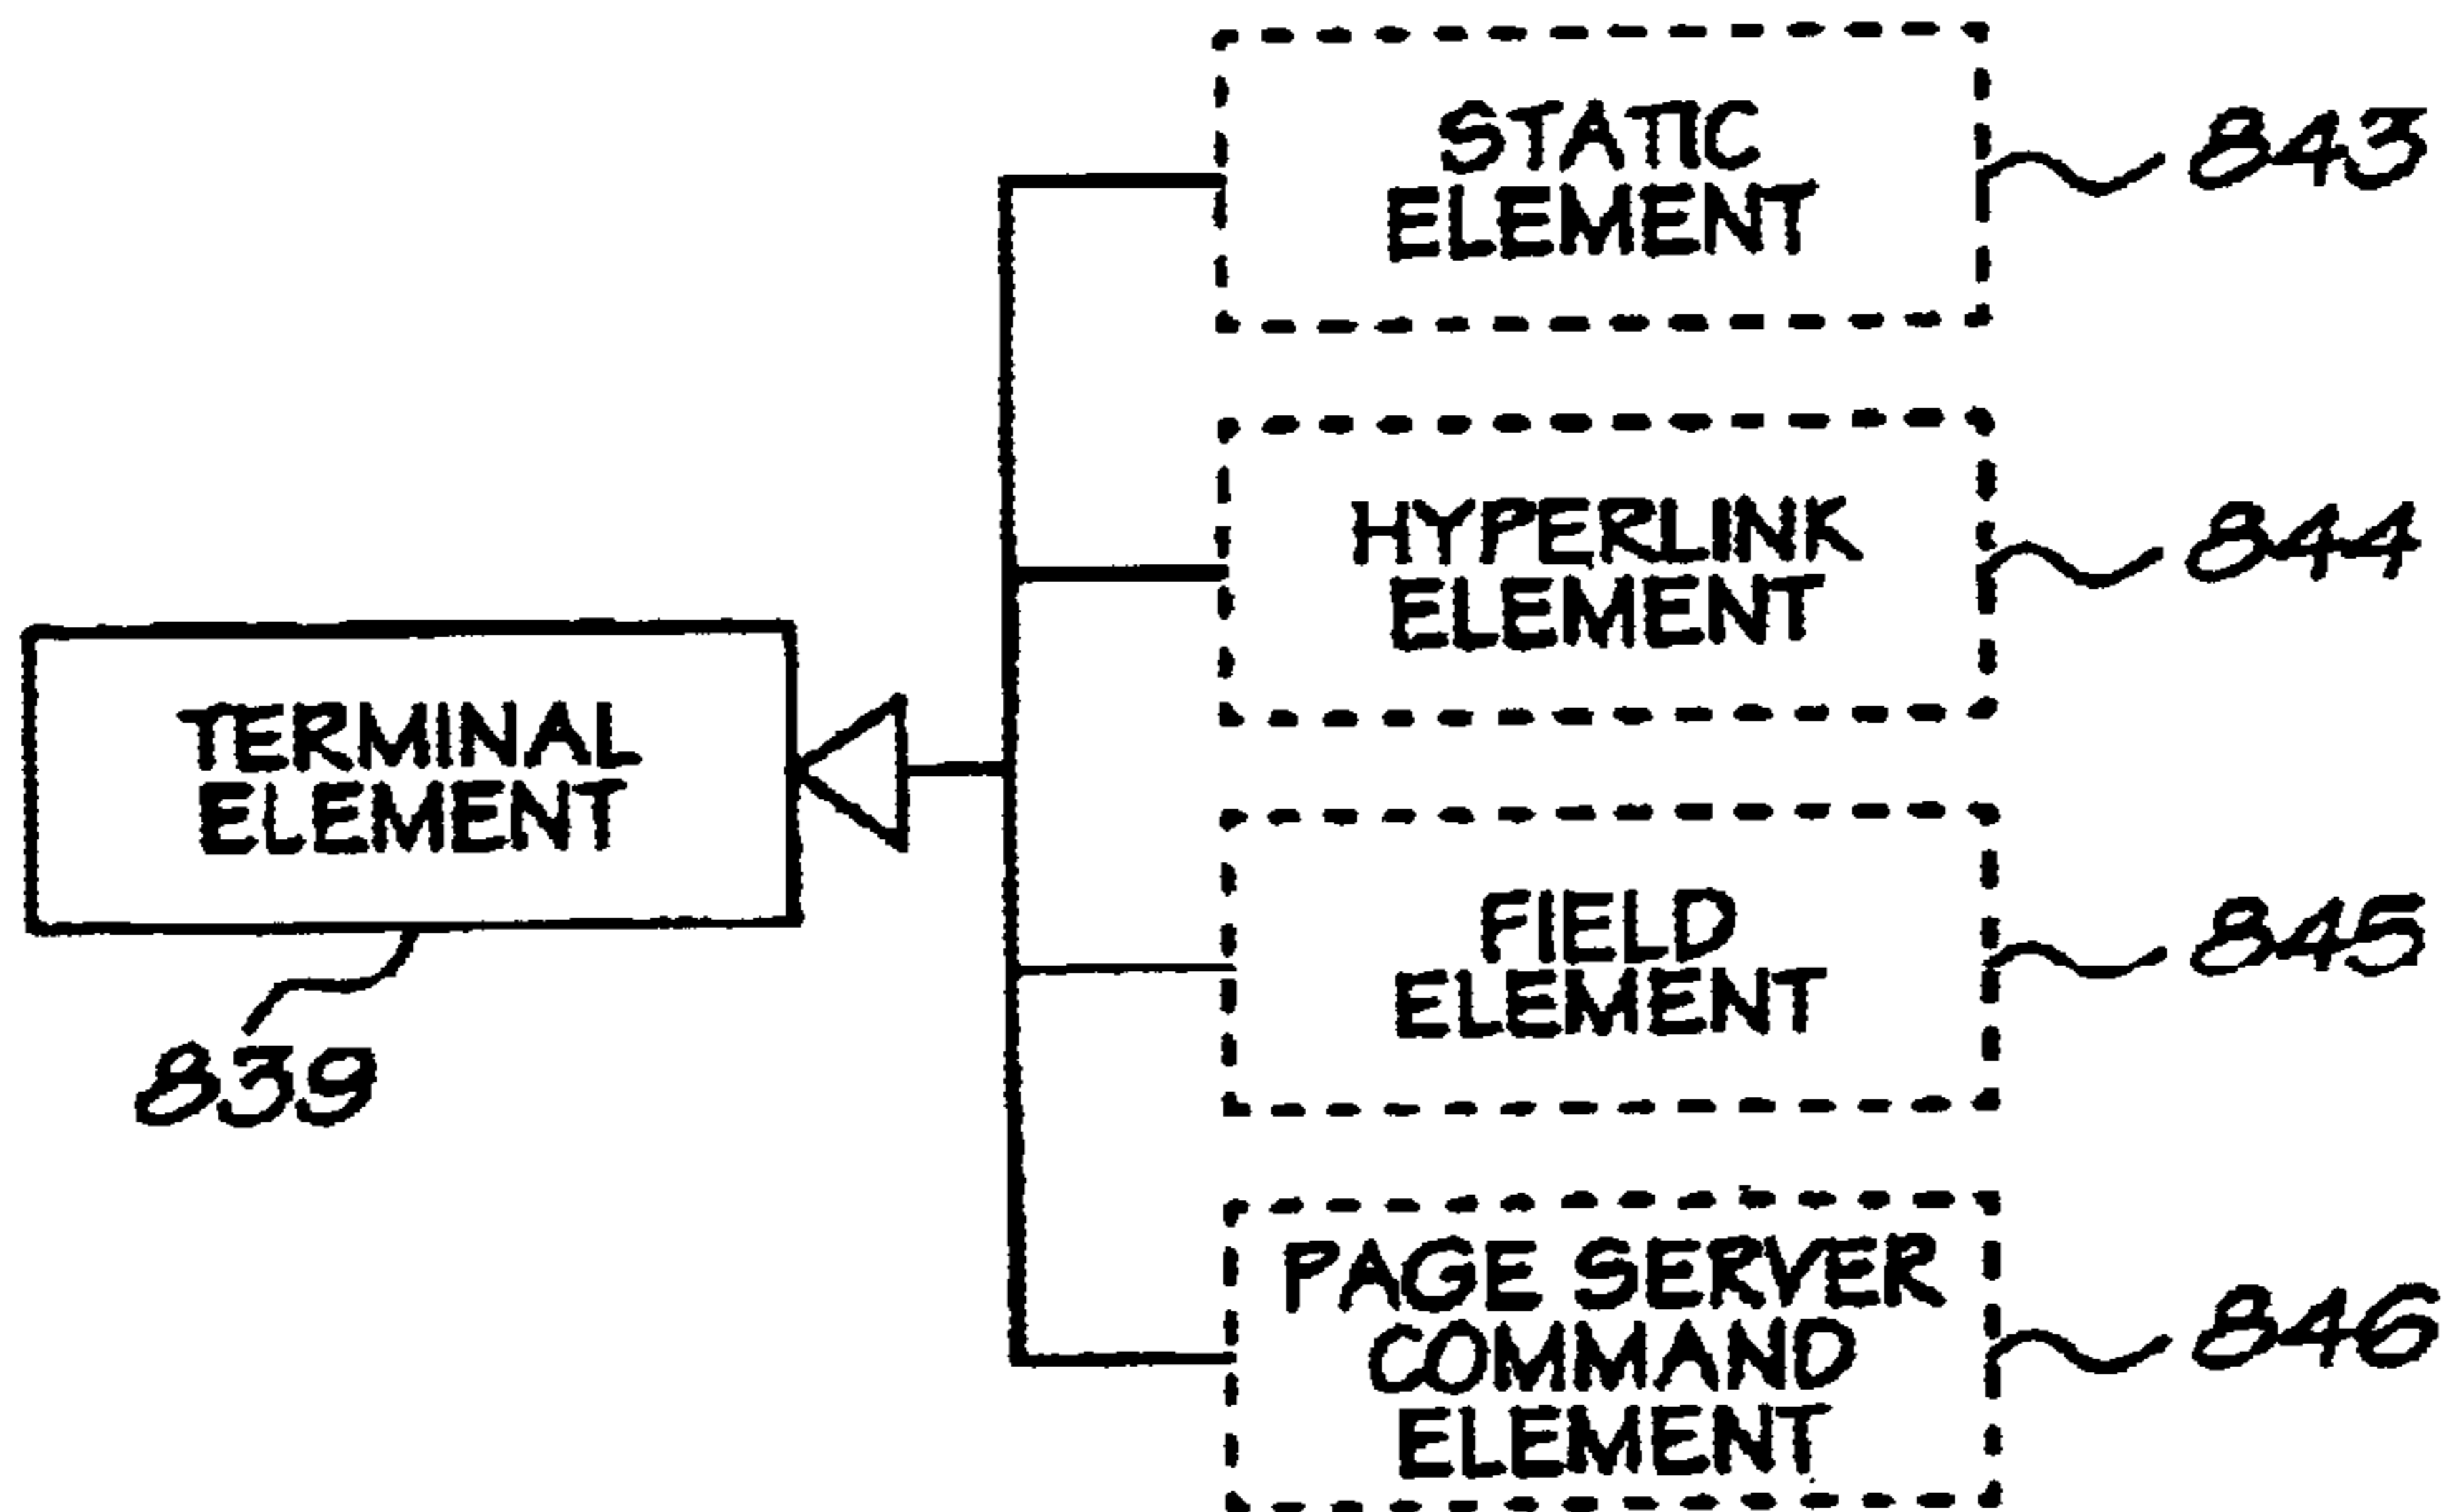 STATIC
ELEMENT
843
HYPERLINK
ELEMENT
844
TERMINAL
ELEMENT
839
FIELD
ELEMENT
845
PAGE SERVER
COMMAND
ELEMENT
846